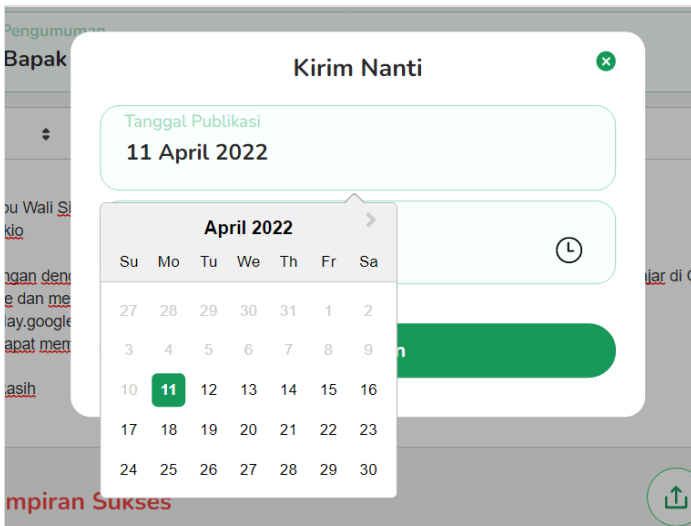 Pengumuman
Bapak
Kirim Nanti
Tanggal Publikasi
11 April 2022
April 2022
Su Mo Tu We Th Fr Sa
27 28 29 30 31 1 2
3 4 5 6 7 8 9
10 11 12 13 14 15 16
17 18 19 20 21 22 23
24 25 26 27 28 29 30
bu Wali Si
kio
ngan deng
jar di G
e dan me
lay.google
apat mem
asih
n
mpiran Sukses